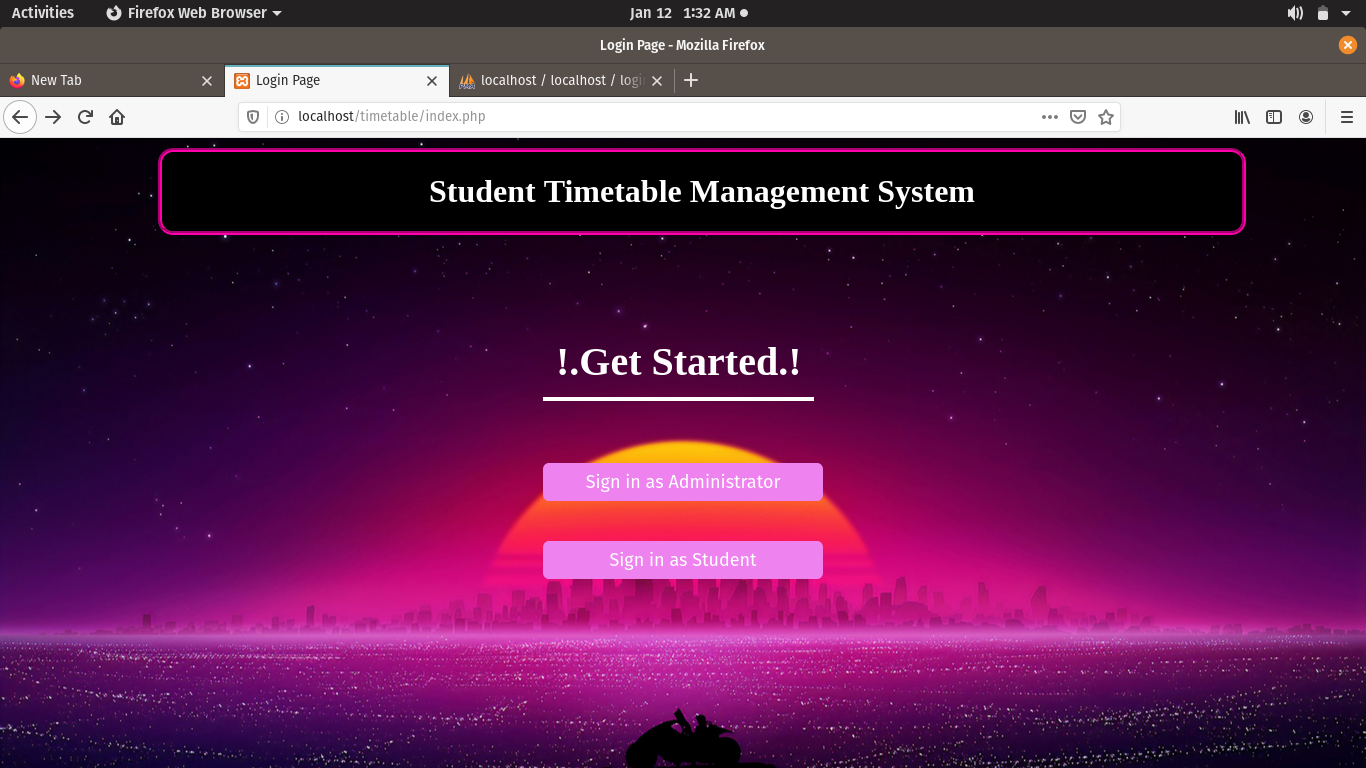 Activities Firefox Web Browser Jan 12 1:32 AM
Login Page - Mozilla Firefox
New Tab Login Page localhost / localhost / logi
localhost/timetable/index.php
Student Timetable Management System
!.Get Started.!
Sign in as Administrator
Sign in as Student